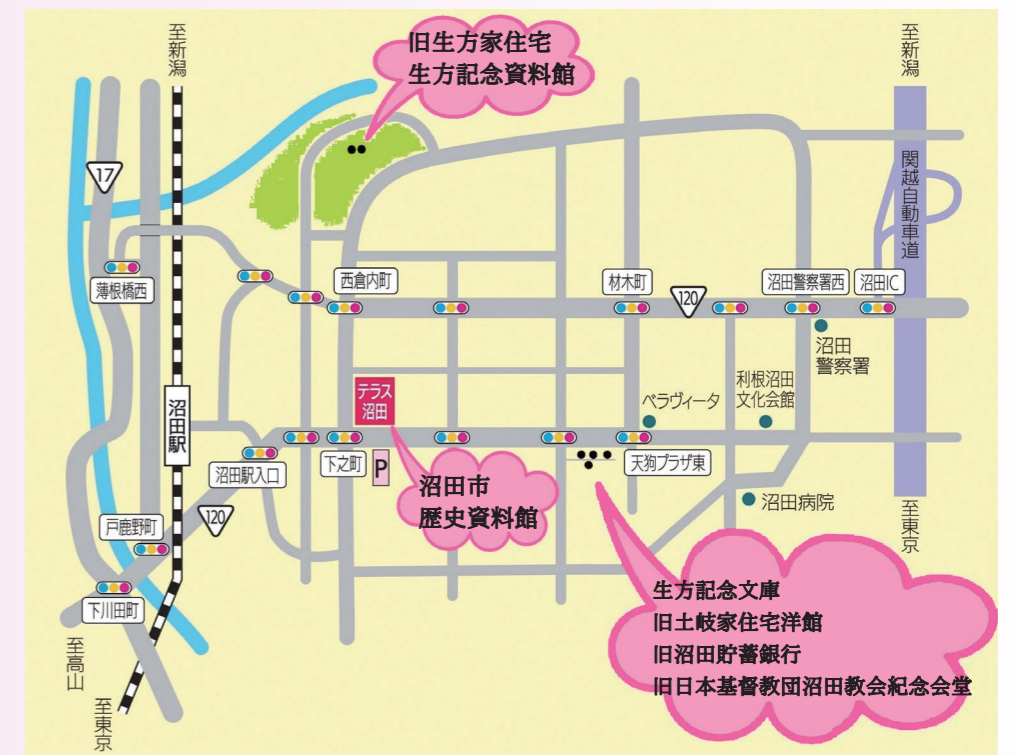 至新潟
旧生方家住宅
生方記念資料館
至新潟
関越自動車道
17
薄根橋西
西倉内町
材木町
120
沼田警察署西
沼田IC
沼田
警察署
テラス
沼田
ベラヴィータ
利根沼田
文化会館
沼田駅
沼田駅入口
下之町
P
天狗プラザ東
沼田市
歴史資料館
沼田病院
120
戸鹿野町
至東京
下川田町
生方記念文庫
旧土岐家住宅洋館
旧沼田貯蓄銀行
旧日本基督教団沼田教会紀念会堂
至高山
至東京